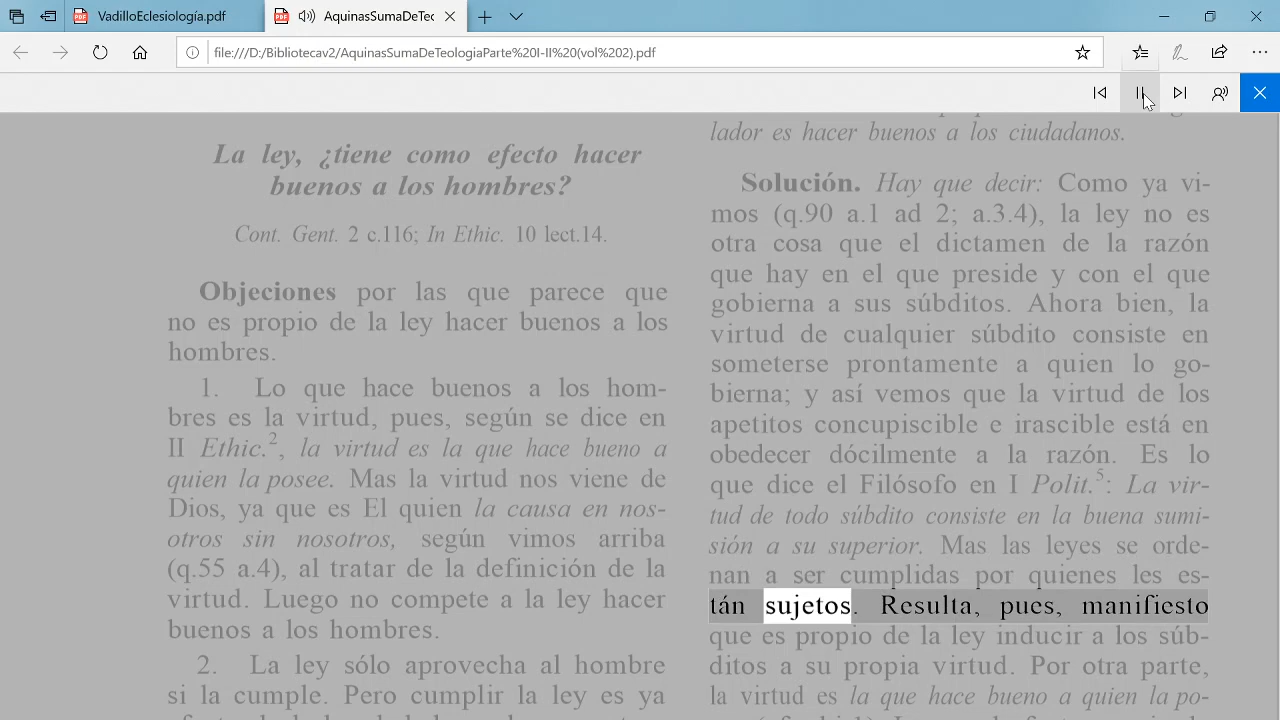 VadilloEclesiología.pdf
AquinasSumaDeTeo
file:///D:/Bibliotecav2/AquinasSumaDeTeologiaParte%20I-II%20(vol%202).pdf
La ley, ¿tiene como efecto hacer
buenos a los hombres?
Cont. Gent. 2 c.116; In Ethic. 10 lect.14.
Objeciones por las que parece que
no es propio de la ley hacer buenos a los
hombres.
1. Lo que hace buenos a los hom-
bres es la virtud, pues, según se dice en
II Ethic.2, la virtud es la que hace bueno a
quien la posee. Mas la virtud nos viene de
Dios, ya que es El quien la causa en nos-
otros sin nosotros, según vimos arriba
(q.55 a.4), al tratar de la definición de la
virtud. Luego no compete a la ley hacer
buenos a los hombres.
2. La ley sólo aprovecha al hombre
si la cumple. Pero cumplir la ley es ya
lador es hacer buenos a los ciudadanos.
Solución. Hay que decir: Como ya vi-
mos (q.90 a.1 ad 2; a.3.4), la ley no es
otra cosa que el dictamen de la razón
que hay en el que preside y con el que
gobierna a sus súbditos. Ahora bien, la
virtud de cualquier súbdito consiste en
someterse prontamente a quien lo go-
bierna; y así vemos que la virtud de los
apetitos concupiscible e irascible está en
obedecer dócilmente a la razón. Es lo
que dice el Filósofo en I Polit.5: La vir-
tud de todo súbdito consiste en la buena sumi-
sión a su superior. Mas las leyes se orde-
nan a ser cumplidas por quienes les es-
tán sujetos. Resulta, pues, manifiesto
que es propio de la ley inducir a los súb-
ditos a su propia virtud. Por otra parte,
la virtud es la que hace bueno a quien la po-